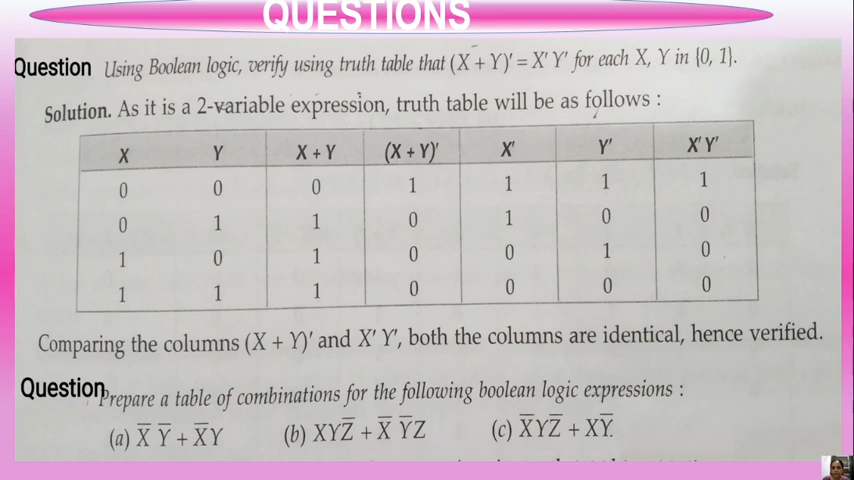 QUESTIONS
Question Using Boolean logic, verify using truth table that (X + Y)′ = X′ Y′ for each X, Y in {0, 1}.
Solution. As it is a 2-variable expression, truth table will be as follows :
X Y X + Y (X + Y)′ X′ Y′ X′ Y′
0 0 0 1 1 1 1
0 1 1 0 1 0 0
1 0 1 0 0 1 0
1 1 1 0 0 0 0
Comparing the columns (X + Y)′ and X′ Y′, both the columns are identical, hence verified.
Question Prepare a table of combinations for the following boolean logic expressions :
(a) X̅ Y̅ + X̅Y (b) XYZ̅ + X̅ Y̅Z (c) X̅YZ̅ + XY̅.